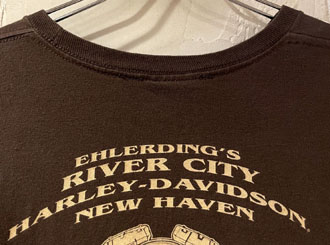 EHLERDING'S
RIVER CITY
HARLEY-DAVIDSON
NEW HAVEN